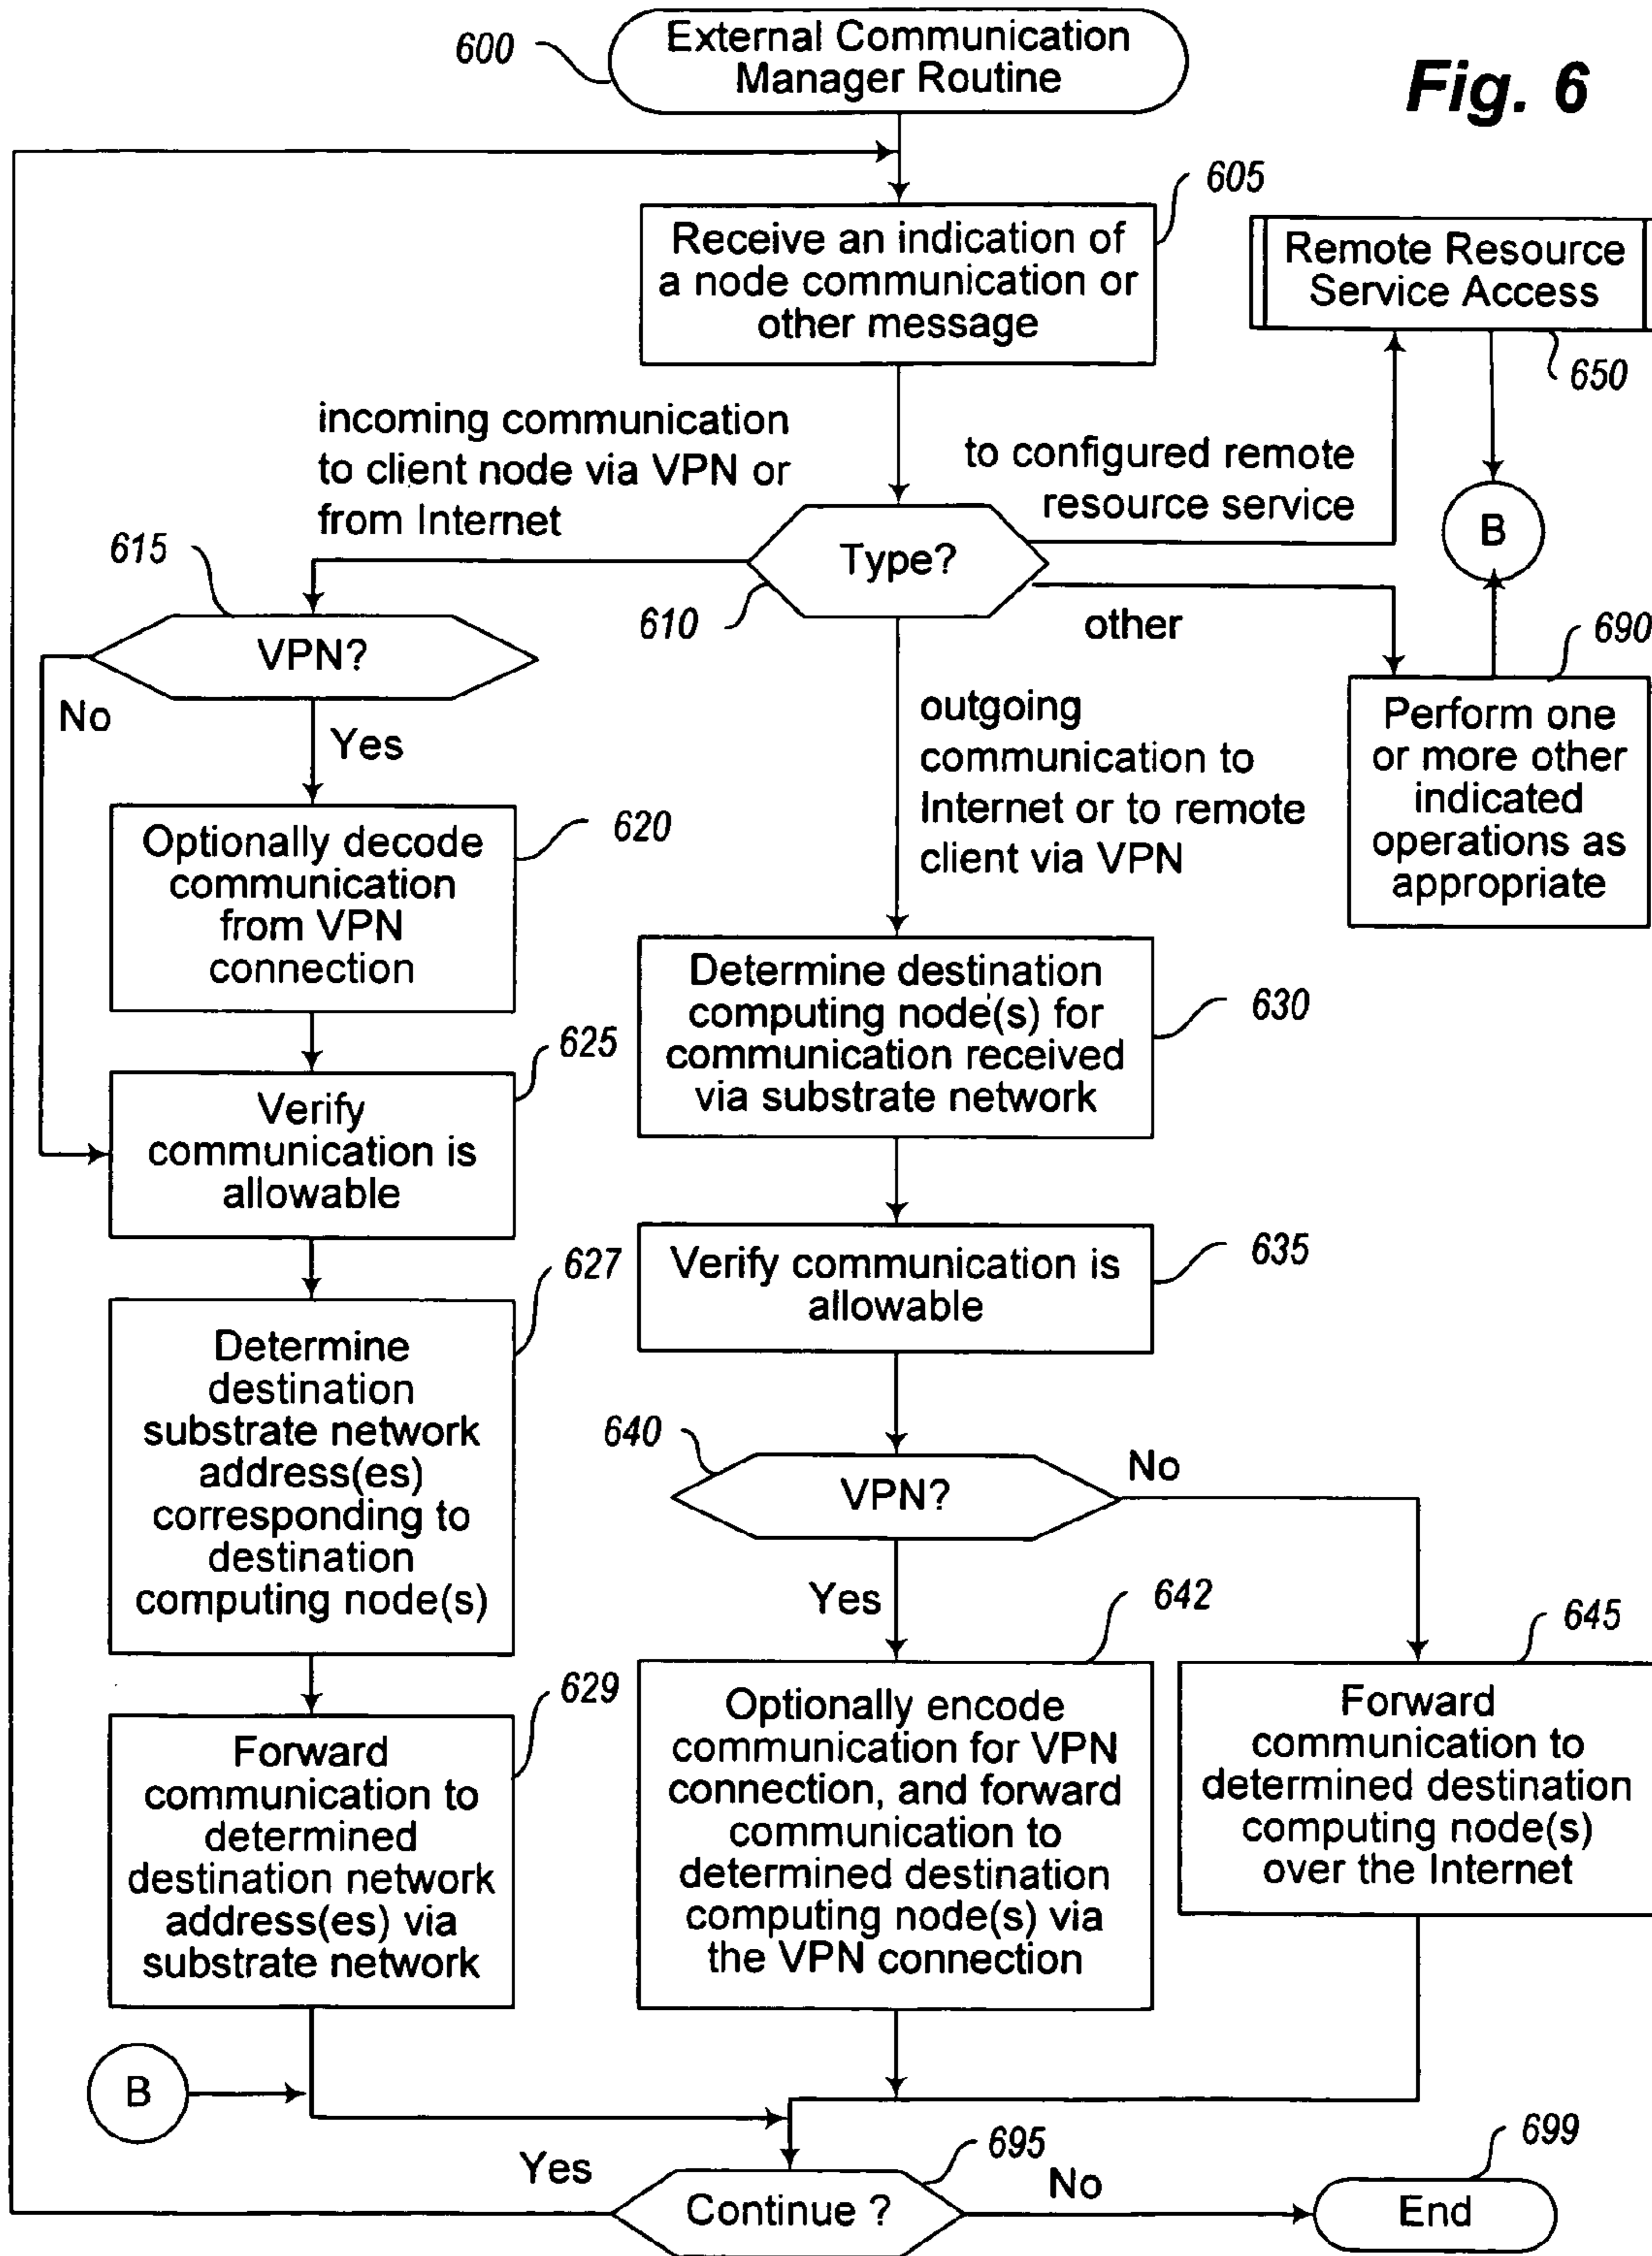 600
External Communication
Manager Routine
Fig. 6
605
Receive an indication of
a node communication or
other message
Remote Resource
Service Access
650
incoming communication
to client node via VPN or
from Internet
to configured remote
resource service
B
615
Type?
610
other
690
VPN?
No
Yes
outgoing
communication to
Internet or to remote
client via VPN
Perform one
or more other
indicated
operations as
appropriate
Optionally decode
communication
from VPN
connection
620
Determine destination
computing node(s) for
communication received
via substrate network
630
625
Verify
communication is
allowable
Verify communication is
allowable
635
627
Determine
destination
substrate network
address(es)
corresponding to
destination
computing node(s)
640
VPN?
No
Yes
642
645
629
Forward
communication to
determined
destination network
address(es) via
substrate network
Optionally encode
communication for VPN
connection, and forward
communication to
determined destination
computing node(s) via
the VPN connection
Forward
communication to
determined destination
computing node(s)
over the Internet
B
Yes
695
Continue ?
No
699
End